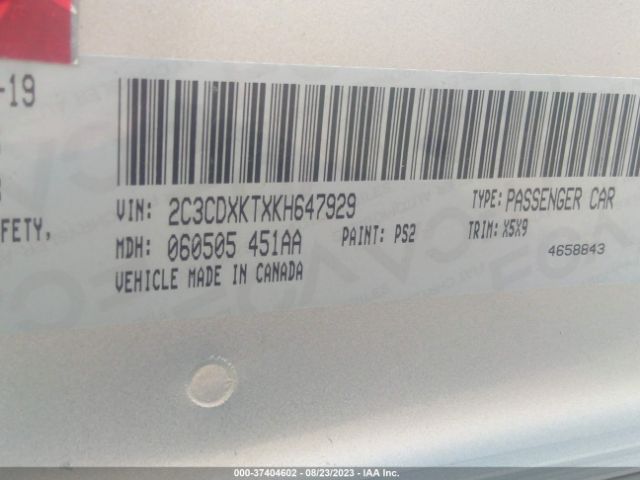 -19
FETY,
VIN: 2C3CDXKTXKH647929
TYPE: PASSENGER CAR
MDH: 060505 451AA
PAINT: PS2
TRIM: X5X9
VEHICLE MADE IN CANADA
4658843
000-37404602 - 08/23/2023 - IAA Inc.